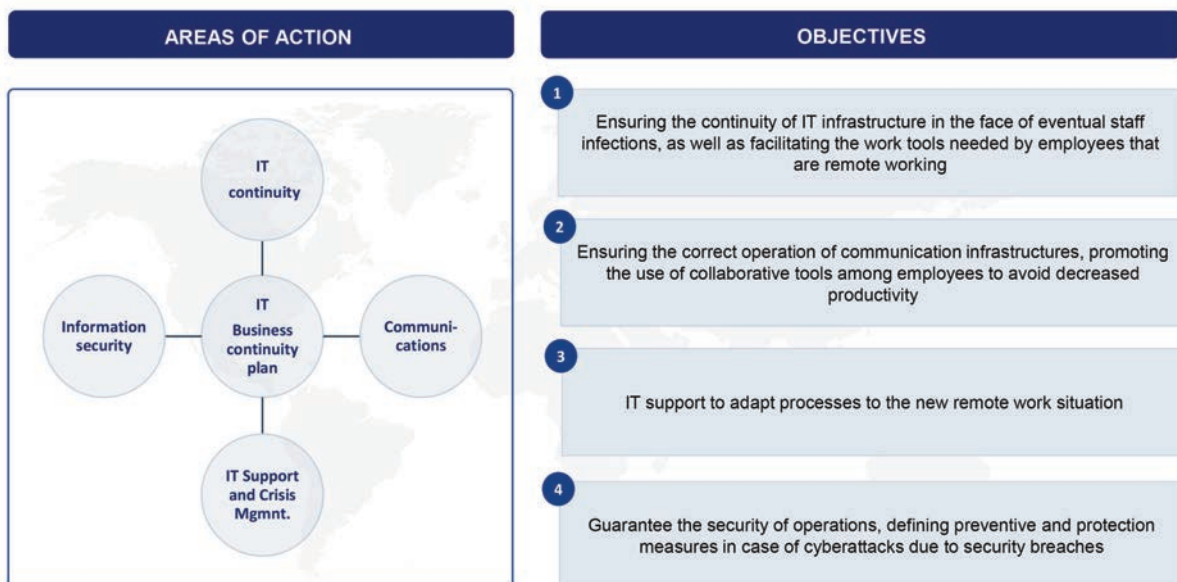 AREAS OF ACTION
IT
continuity
Information
security
IT
Business
continuity
plan
Communi-
cations
IT Support
and Crisis
Mgmnt.
OBJECTIVES
1
Ensuring the continuity of IT infrastructure in the face of eventual staff
infections, as well as facilitating the work tools needed by employees that
are remote working
2
Ensuring the correct operation of communication infrastructures, promoting
the use of collaborative tools among employees to avoid decreased
productivity
3
IT support to adapt processes to the new remote work situation
4
Guarantee the security of operations, defining preventive and protection
measures in case of cyberattacks due to security breaches